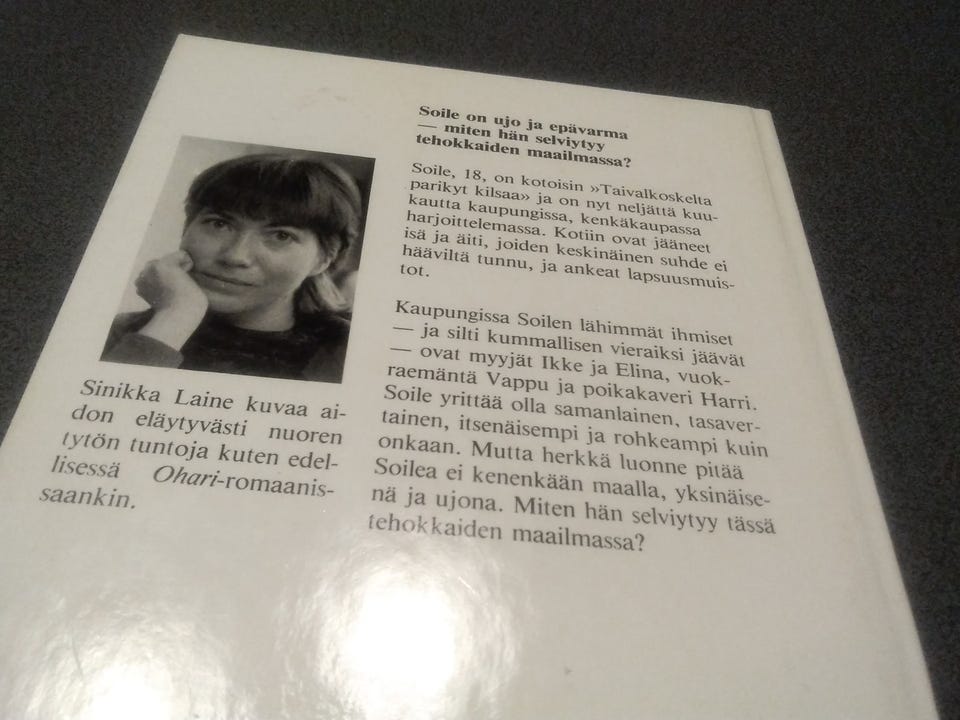 Soile on ujo ja epävarma
— miten hän selviytyy
tehokkaiden maailmassa?
Soile, 18, on kotoisin »Taivalkoskelta
parikyt kilsaa» ja on nyt neljättä kuu-
kautta kaupungissa, kenkäkaupassa
harjoittelemassa. Kotiin ovat jääneet
isä ja äiti, joiden keskinäinen suhde ei
hääviltä tunnu, ja ankeat lapsuusmuis-
tot.
Kaupungissa Soilen lähimmät ihmiset
— ja silti kummallisen vieraiksi jäävät
— ovat myyjät Ikke ja Elina, vuok-
raemäntä Vappu ja poikakaveri Harri.
Soile yrittää olla samanlainen, tasaver-
tainen, itsenäisempi ja rohkeampi kuin
onkaan. Mutta herkkä luonne pitää
Soilea ei kenenkään maalla, yksinäise-
nä ja ujona. Miten hän selviytyy tässä
tehokkaiden maailmassa?
Sinikka Laine kuvaa ai-
don eläytyvästi nuoren
tytön tuntoja kuten edel-
lisessä Ohari-romaanis-
saankin.